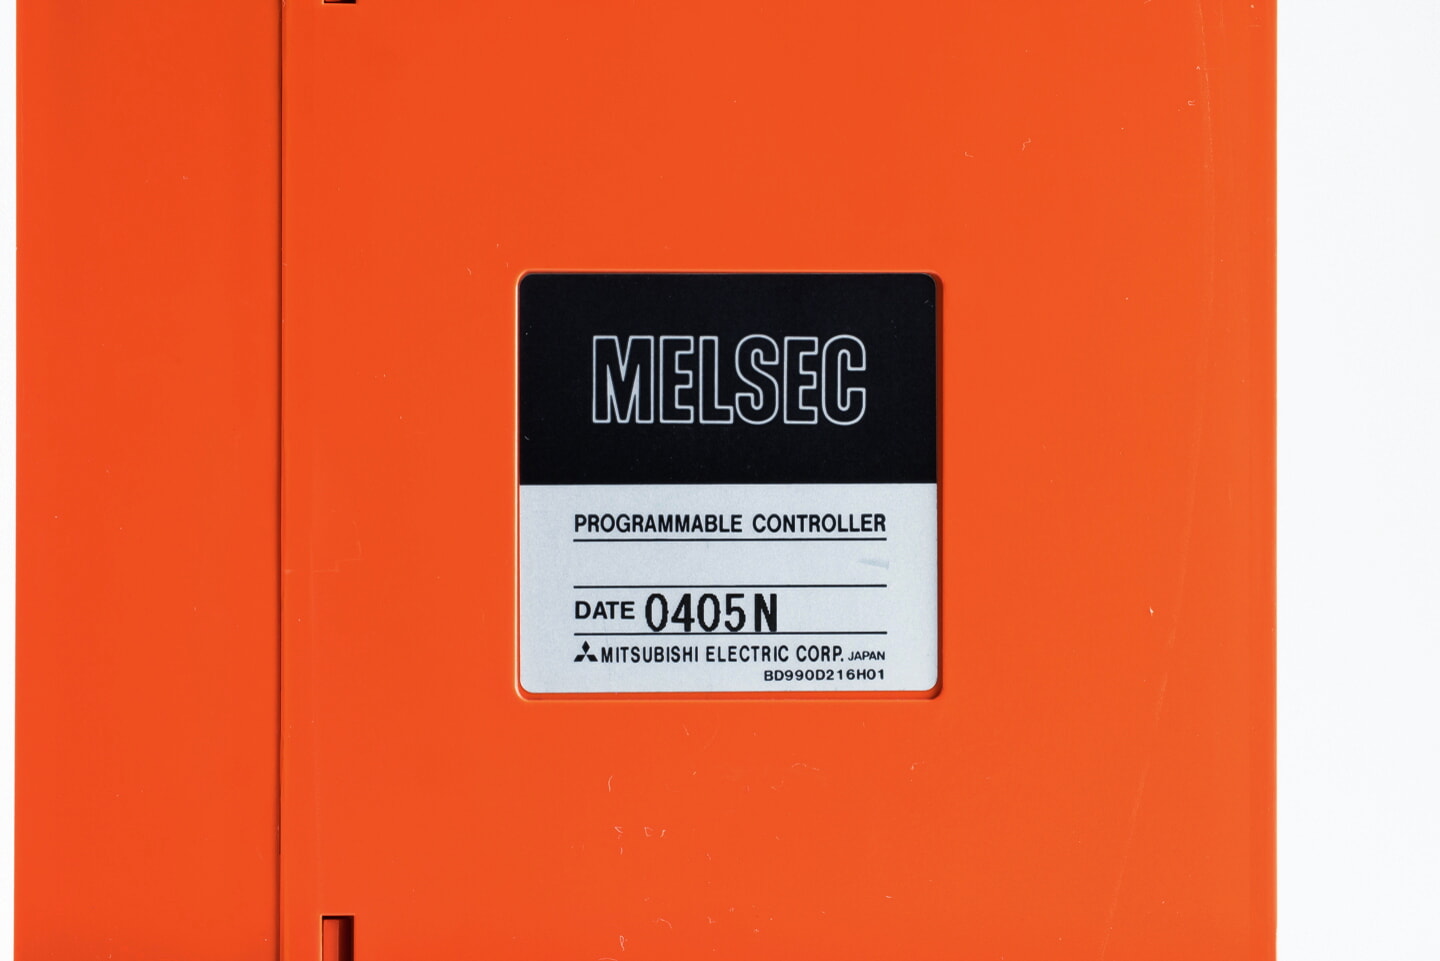 MELSEC
PROGRAMMABLE CONTROLLER
DATE 0405N
MITSUBISHI ELECTRIC CORP. JAPAN
BD990D216H01